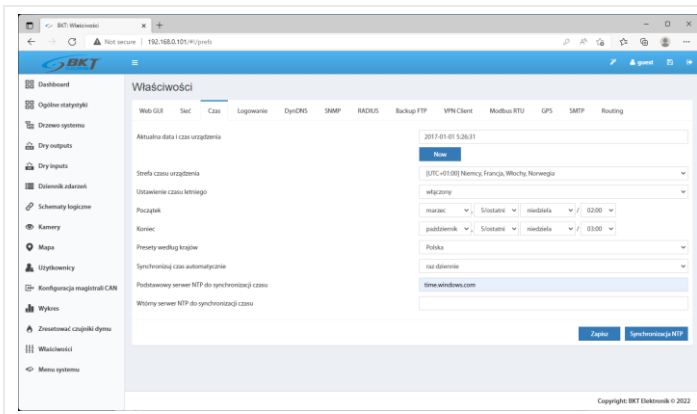 BKT: Właściwości
Not secure | 192.168.0.101/#!/prefs
BKT
guest
Dashboard
Ogólne statystyki
Drzewo systemu
Dry outputs
Dry inputs
Dziennik zdarzeń
Schematy logiczne
Kamery
Mapa
Użytkownicy
Konfiguracja magistrali CAN
Wykres
Zresetować czujniki dymu
Właściwości
Menu systemu
Właściwości
Web GUI Sieć Czas Logowanie DynDNS SNMP RADIUS Backup FTP VPN Client Modbus RTU GPS SMTP Routing
Aktualna data i czas urządzenia 2017-01-01 5:26:31
Now
Strefa czasu urządzenia [UTC+01:00] Niemcy, Francja, Włochy, Norwegia
Ustawienie czasu letniego włączony
Początek marzec , 5/ostatni niedziela / 02:00
Koniec październik , 5/ostatni niedziela / 03:00
Presety według krajów Polska
Synchronizuj czas automatycznie raz dziennie
Podstawowy serwer NTP do synchronizacji czasu time.windows.com
Wtórny serwer NTP do synchronizacji czasu
Zapisz Synchronizacja NTP
Copyright: BKT Elektronik © 2022